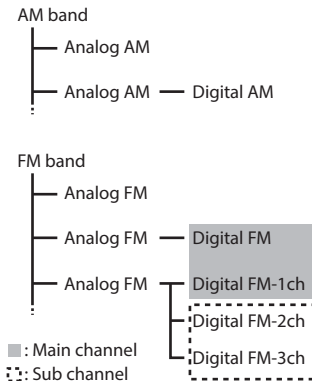 AM band
Analog AM
Analog AM Digital AM
FM band
Analog FM
Analog FM Digital FM
Analog FM Digital FM-1ch
Digital FM-2ch
Digital FM-3ch
: Main channel
: Sub channel